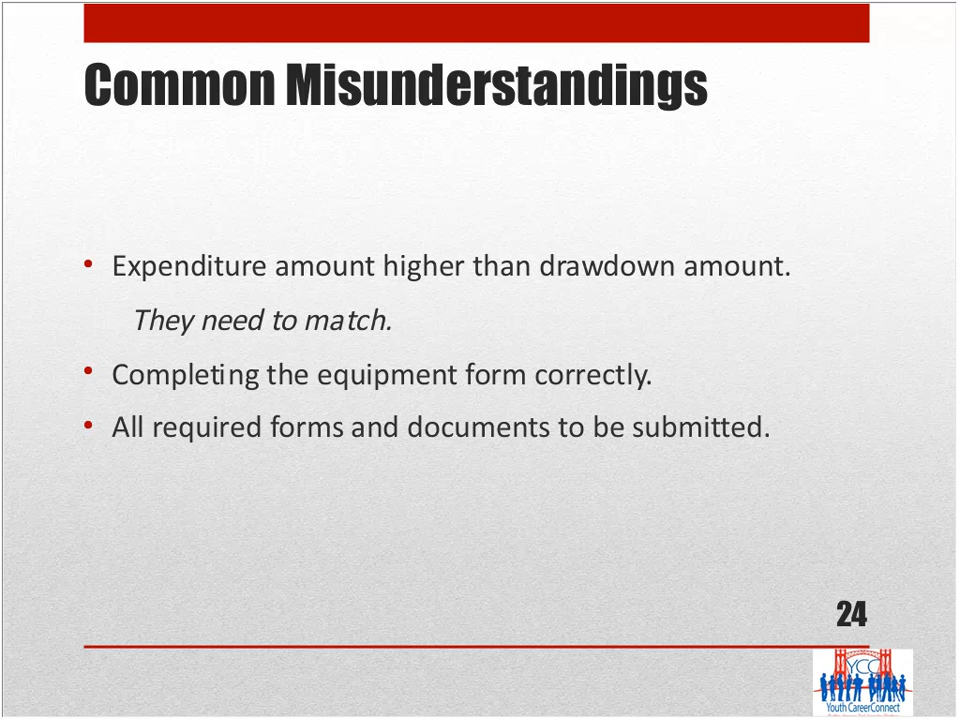 Common Misunderstandings
• Expenditure amount higher than drawdown amount.
They need to match.
• Completing the equipment form correctly.
• All required forms and documents to be submitted.
24
YCC
Youth CareerConnect